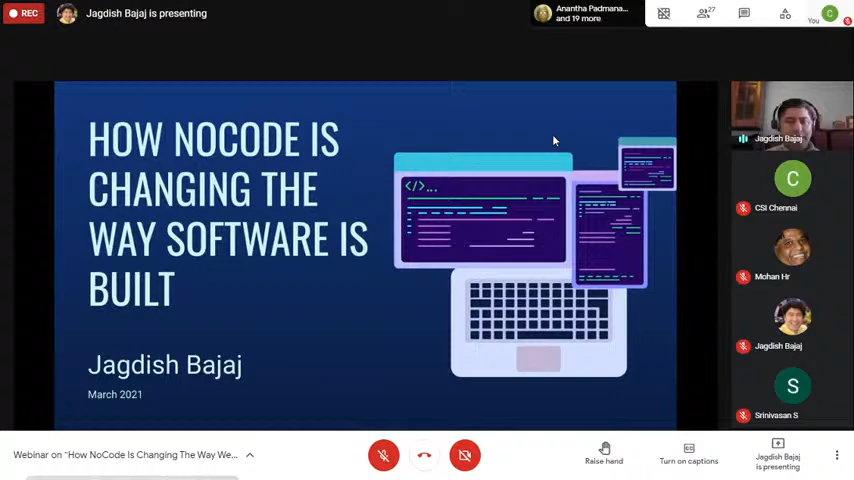 REC
Jagdish Bajaj is presenting
Anantha Padmana...
and 19 more
27
You
C
HOW NOCODE IS
CHANGING THE
WAY SOFTWARE IS
BUILT
</>...
Jagdish Bajaj
March 2021
Jagdish Bajaj
C
CSI Chennai
Mohan Hr
Jagdish Bajaj
S
Srinivasan S
Webinar on "How NoCode Is Changing The Way We...
Raise hand
Turn on captions
Jagdish Bajaj
is presenting